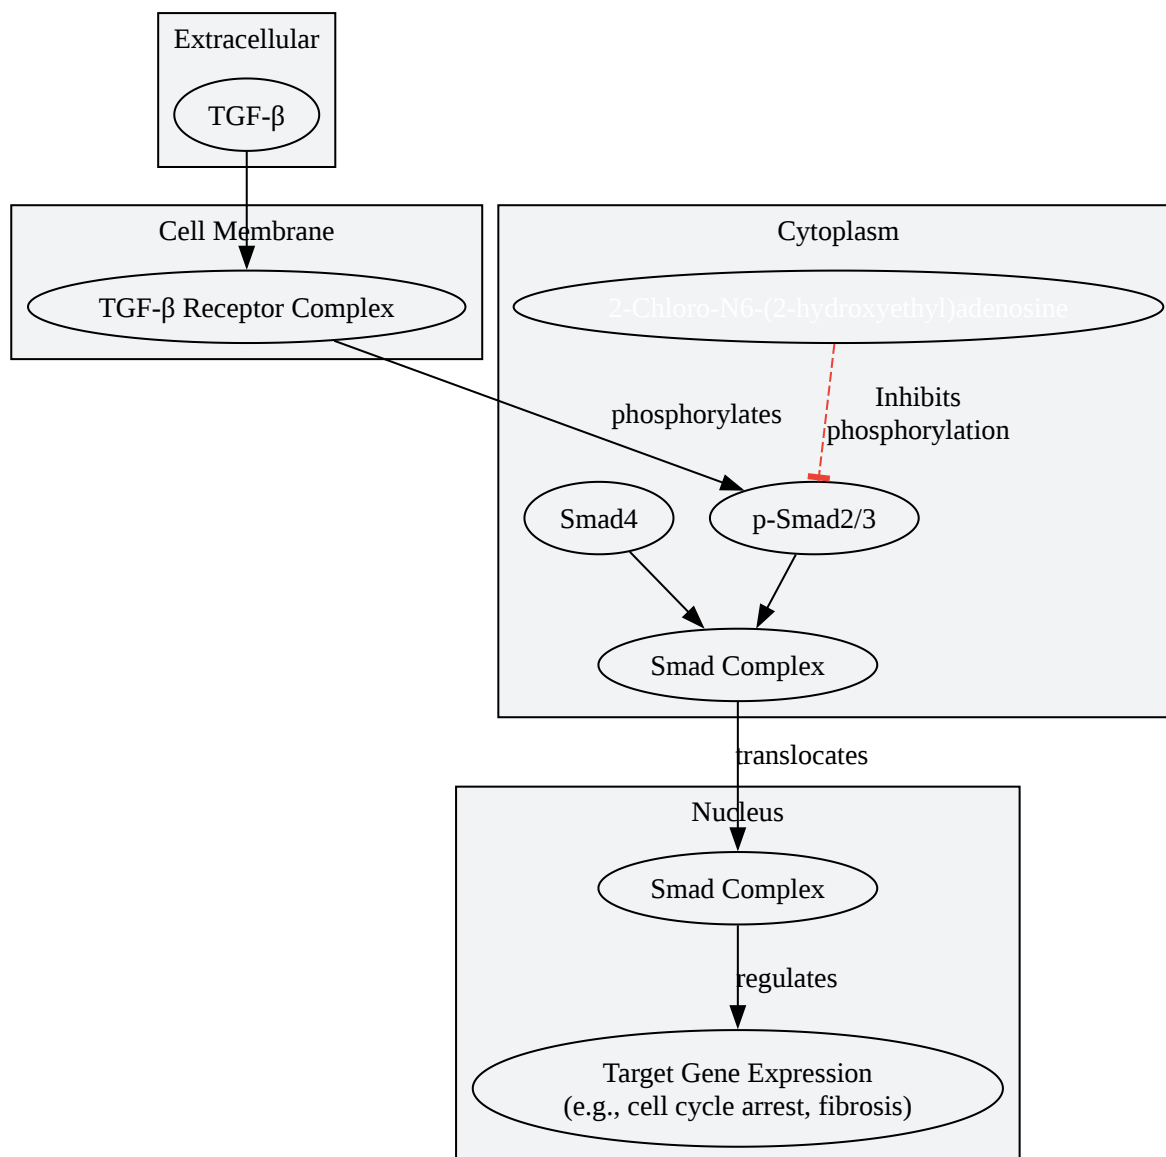 Extracellular
TGF-β
Cell Membrane
TGF-β Receptor Complex
Cytoplasm
2-Chloro-N6-(2-hydroxyethyl)adenosine
phosphorylates
Inhibits
phosphorylation
Smad4
p-Smad2/3
Smad Complex
translocates
Nucleus
Smad Complex
regulates
Target Gene Expression
(e.g., cell cycle arrest, fibrosis)